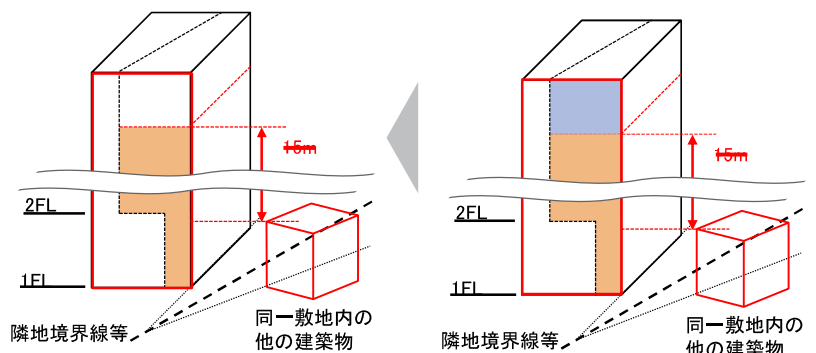 15m
2FL
1FL
隣地境界線等
同一敷地内の
他の建築物
15m
2FL
1FL
隣地境界線等
同一敷地内の
他の建築物